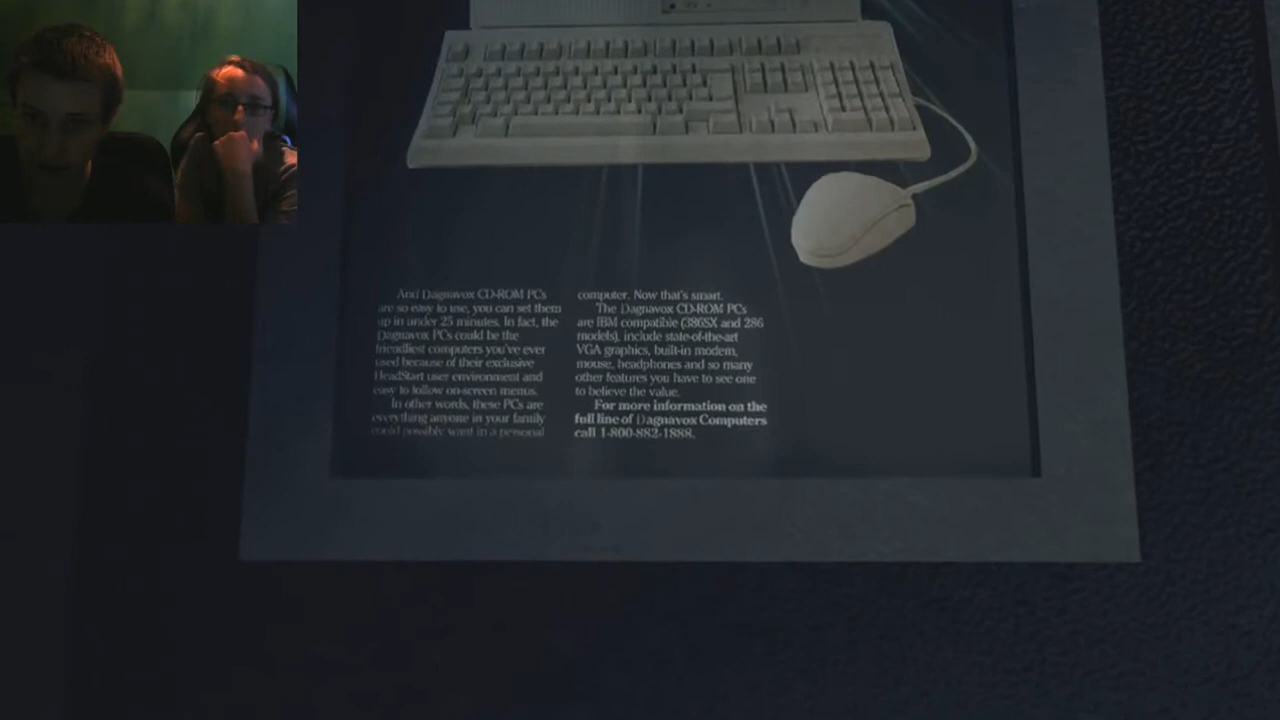 And Dagnavox CD-ROM PCs
are so easy to use, you can set them
up in under 25 minutes. In fact, the
Dagnavox PCs could be the
friendliest computers you've ever
used because of their exclusive
HeadStart user environment and
easy to follow on-screen menus.
In other words, these PCs are
everything anyone in your family
could possibly want in a personal
computer. Now that's smart.
The Dagnavox CD-ROM PCs
are IBM compatible (386SX and 286
models), include state-of-the-art
VGA graphics, built-in modem,
mouse, headphones and so many
other features you have to see one
to believe the value.
For more information on the
full line of Dagnavox Computers
call 1-800-882-1888.